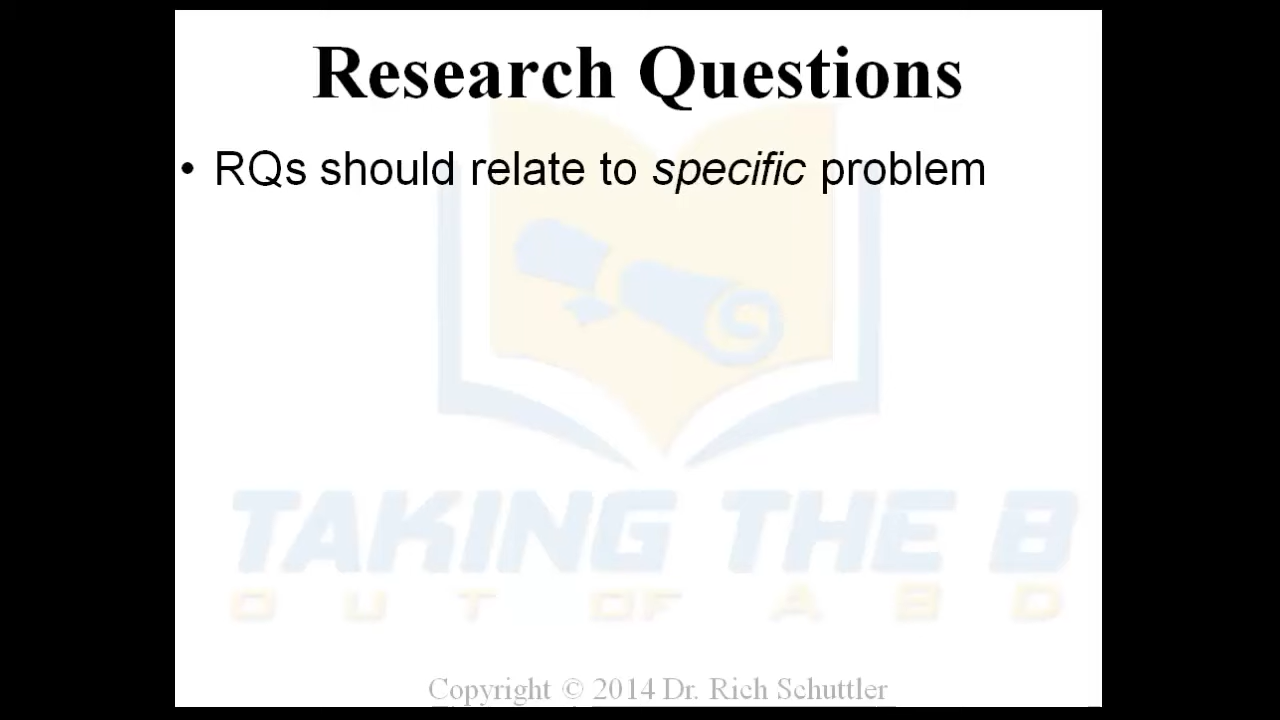 Research Questions
• RQs should relate to specific problem
TAKING THE B
OUT OF ABD
Copyright © 2014 Dr. Rich Schuttler